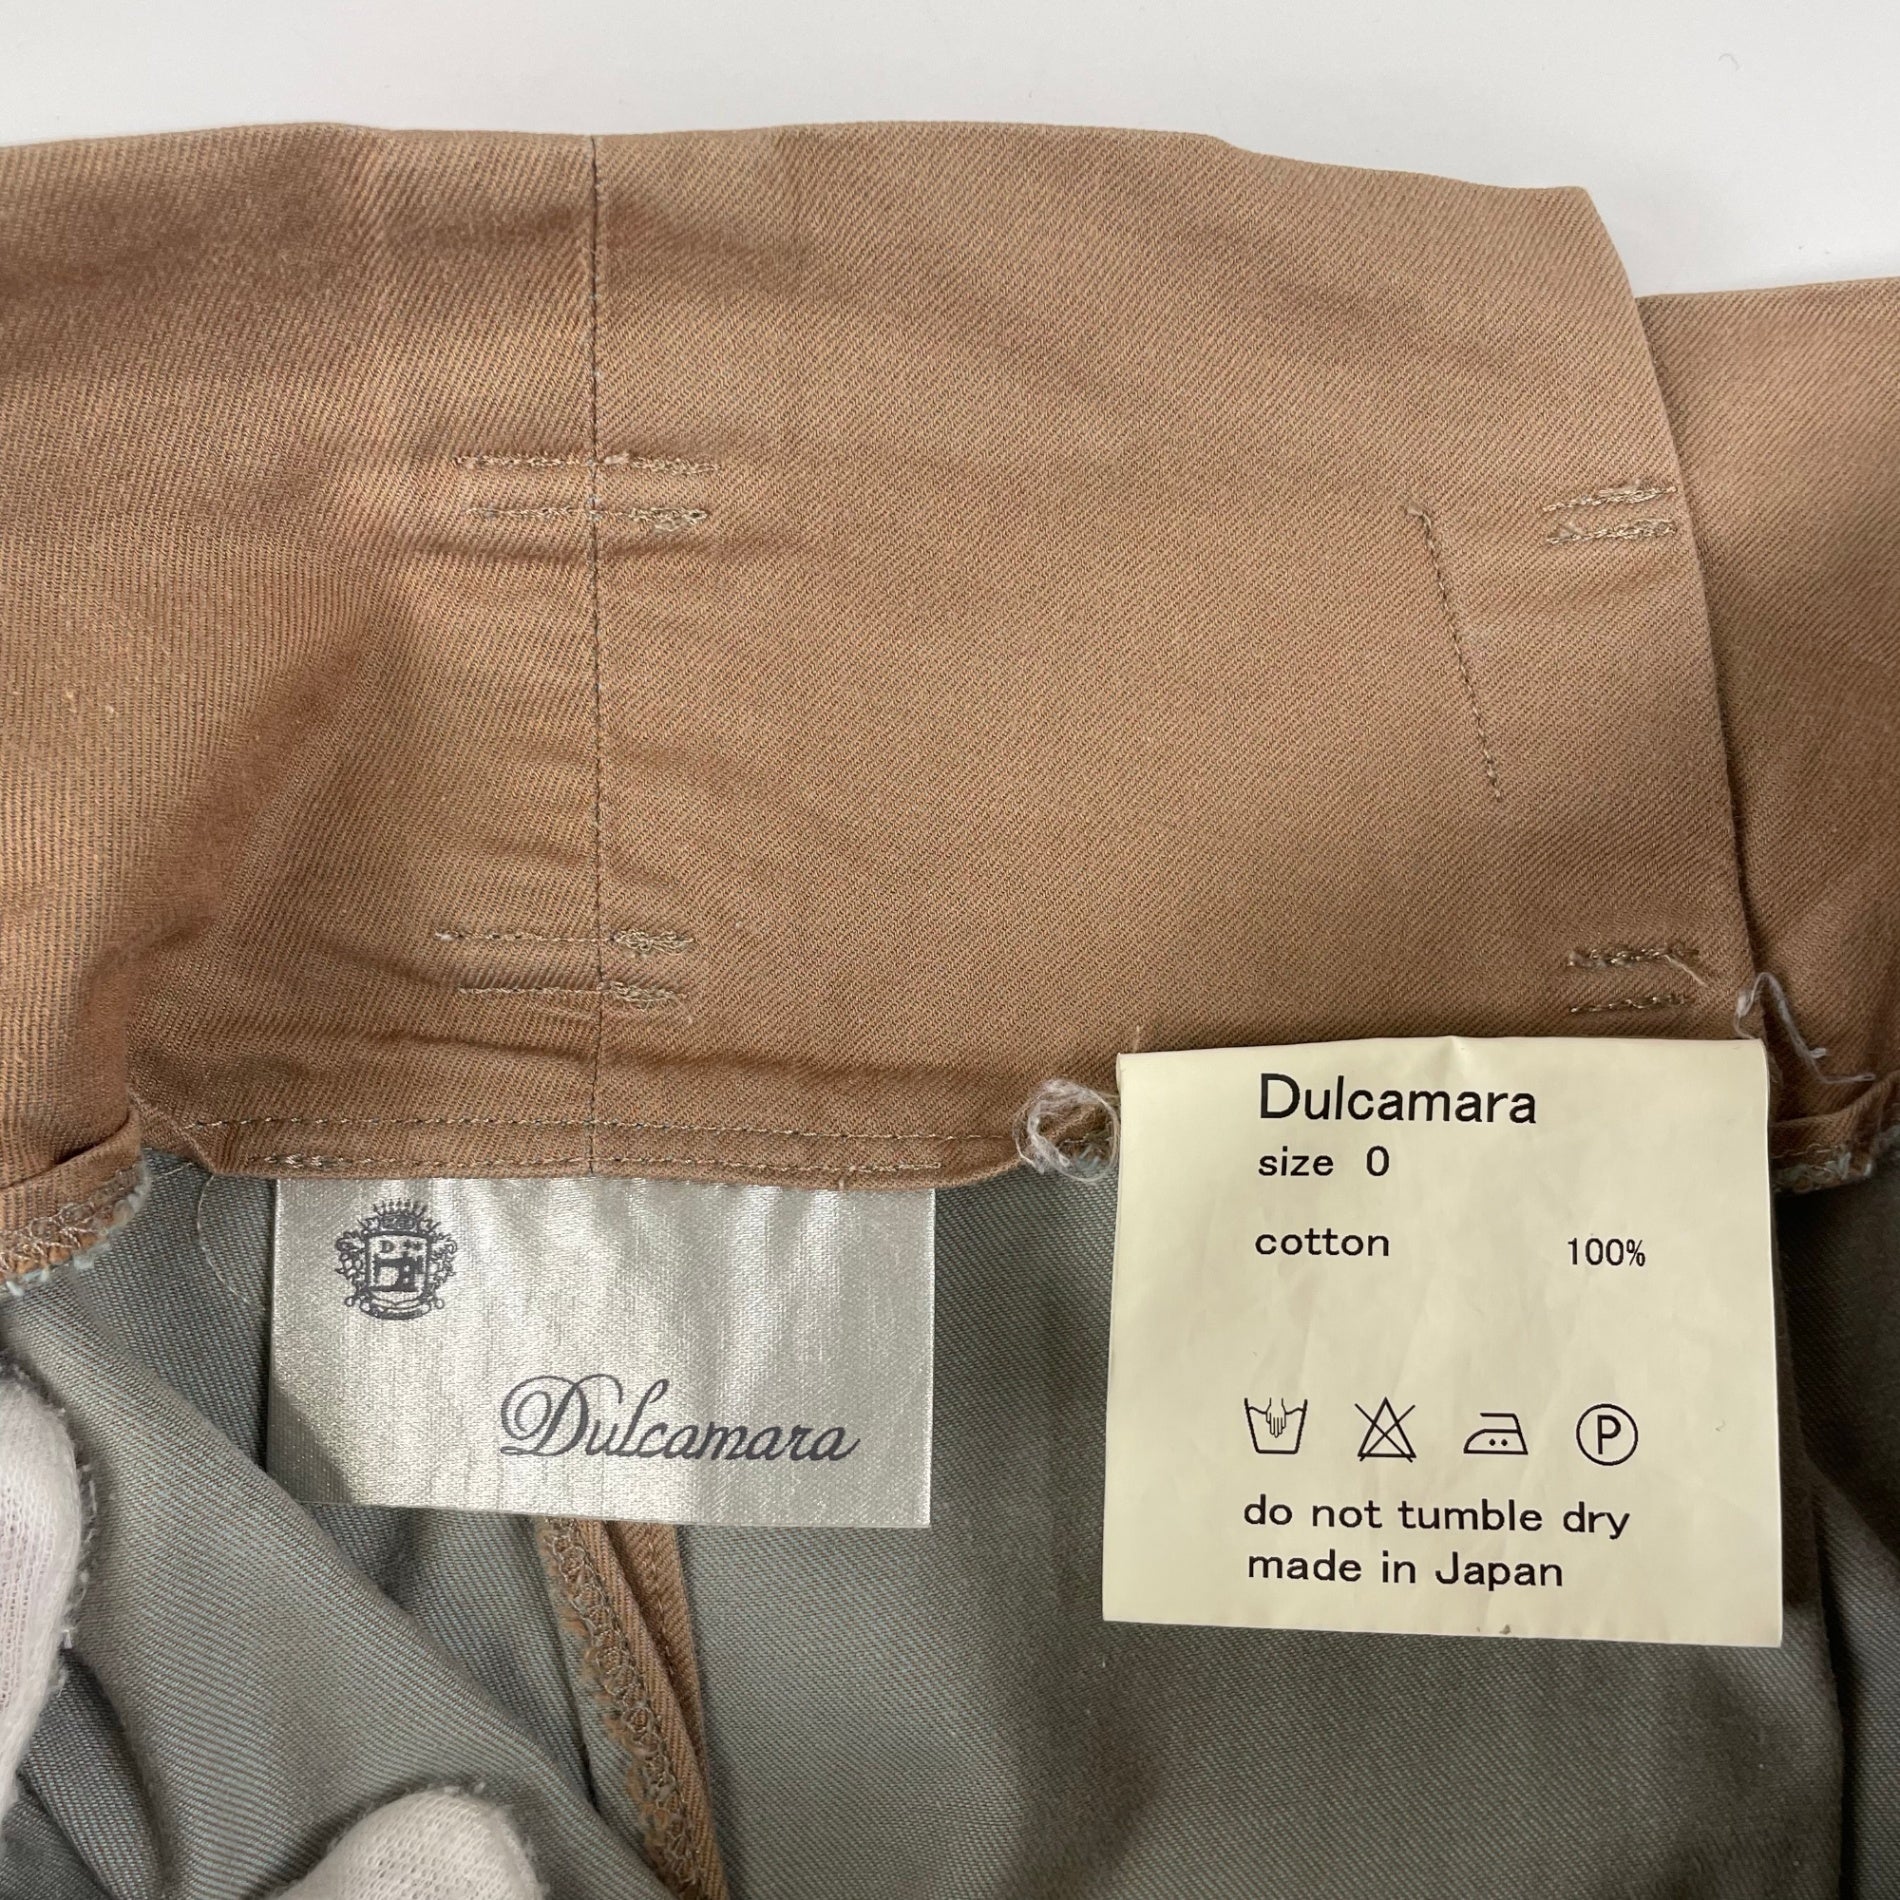 Dulcamara
Dulcamara
size 0
cotton 100%
P
do not tumble dry
made in Japan